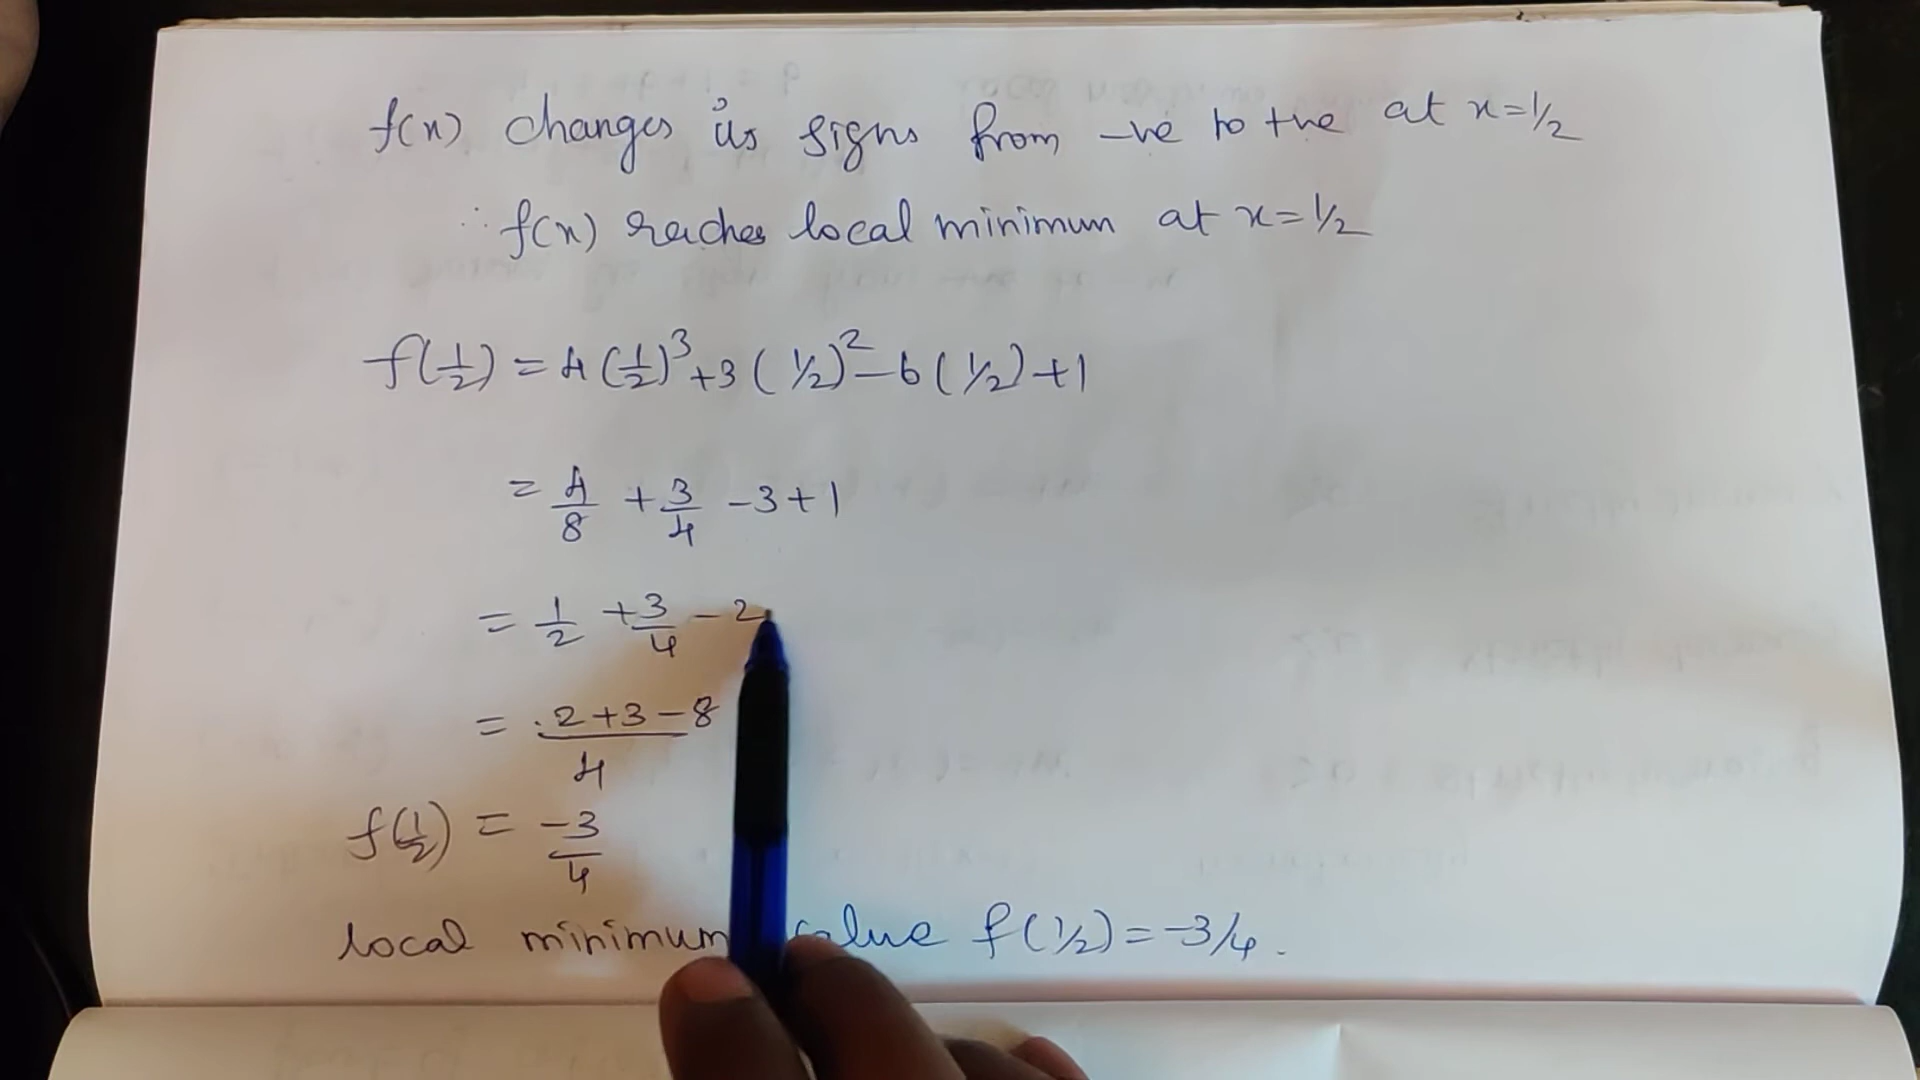 f(x) changes its signs from -ve to +ve at x=1/2
∴ f(x) reaches local minimum at x=1/2
f(1/2) = 4(1/2)³+3(1/2)²-6(1/2)+1
= 4/8 + 3/4 -3+1
= 1/2 + 3/4 - 2
= 2+3-8/4
f(1/2) = -3/4
local minimum value f(1/2) = -3/4.